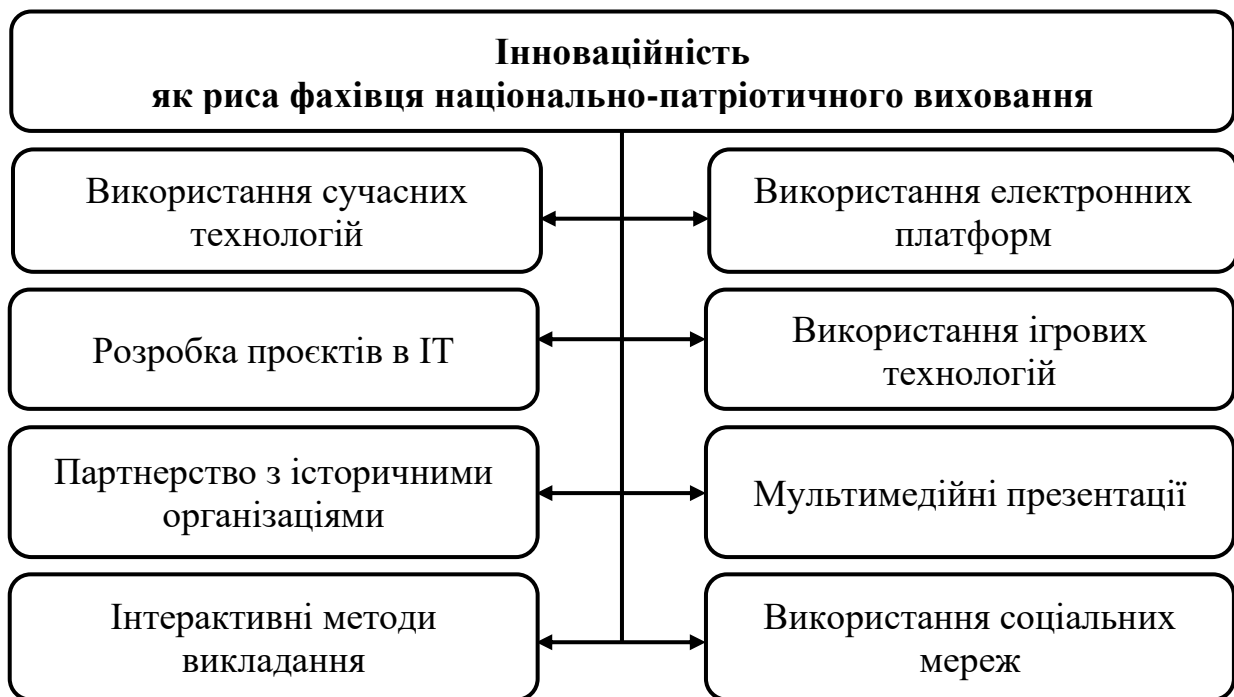 Інноваційність
як риса фахівця національно-патріотичного виховання
Використання сучасних
технологій
Використання електронних
платформ
Розробка проєктів в ІТ
Використання ігрових
технологій
Партнерство з історичними
організаціями
Мультимедійні презентації
Інтерактивні методи
викладання
Використання соціальних
мереж